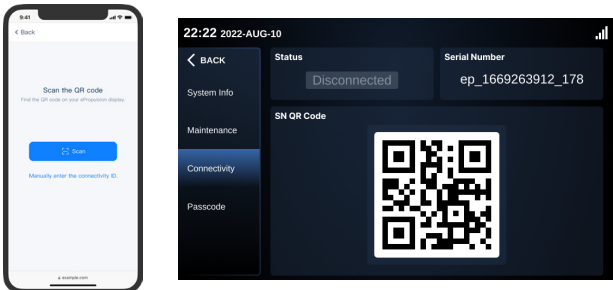 9:41
Back
Scan the QR code
Find the QR code on your ePropulsion display.
Scan
Manually enter the connectivity ID.
example.com
22:22 2022-AUG-10
BACK
System Info
Maintenance
Connectivity
Passcode
Status
Disconnected
Serial Number
ep_1669263912_178
SN QR Code